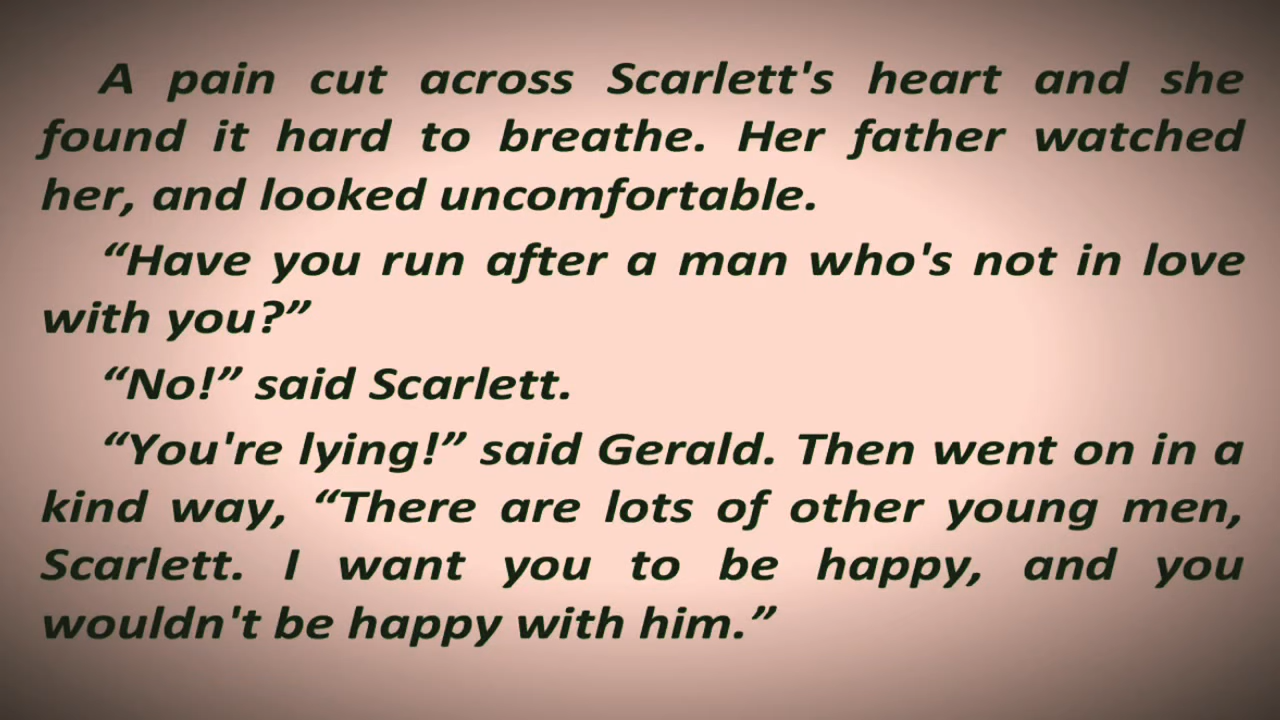 A pain cut across Scarlett's heart and she
found it hard to breathe. Her father watched
her, and looked uncomfortable.
“Have you run after a man who's not in love
with you?”
“No!” said Scarlett.
“You're lying!” said Gerald. Then went on in a
kind way, “There are lots of other young men,
Scarlett. I want you to be happy, and you
wouldn't be happy with him.”